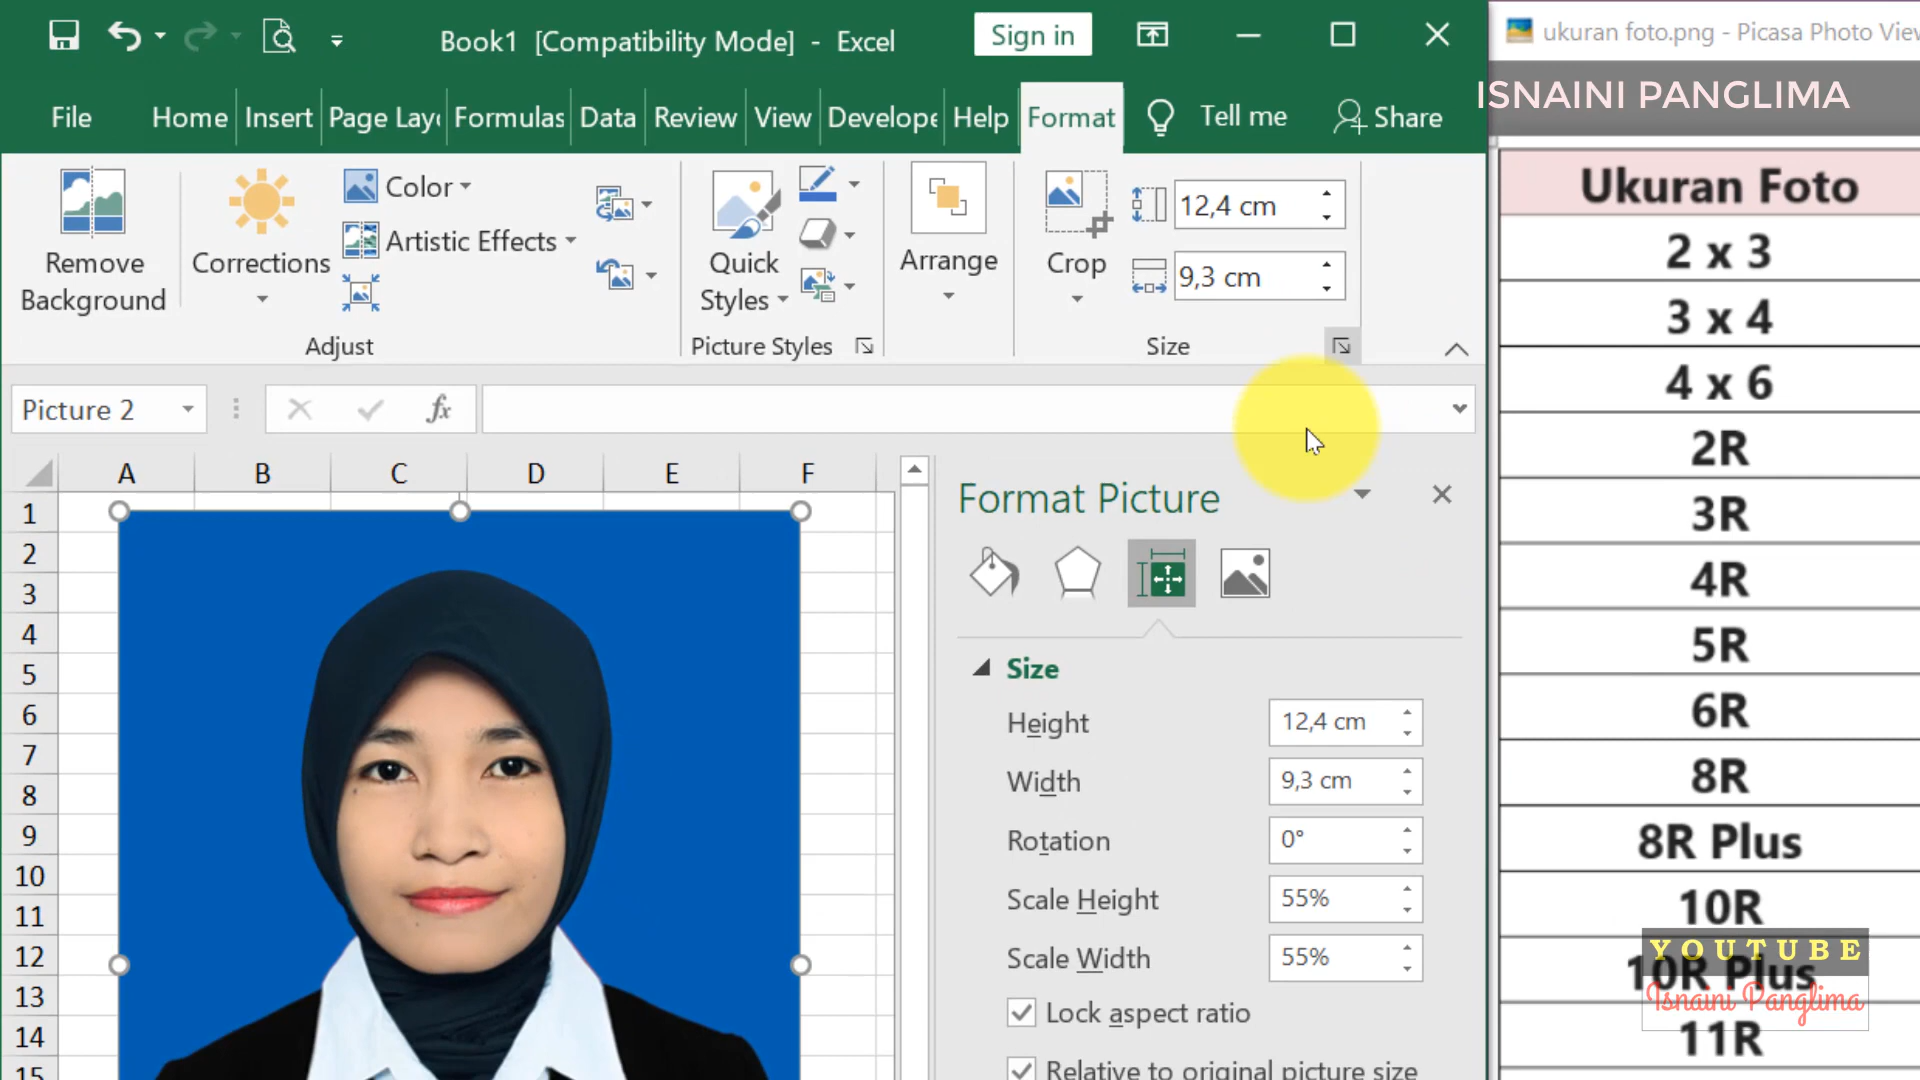 Book1 [Compatibility Mode] - Excel
Sign in
ukuran foto.png - Picasa Photo View
ISNAINI PANGLIMA
File
Home
Insert
Page Layo
Formulas
Data
Review
View
Develope
Help
Format
Tell me
Share
Remove
Background
Corrections
Color
Artistic Effects
Adjust
Quick
Styles
Picture Styles
Arrange
Crop
12,4 cm
9,3 cm
Size
Picture 2
fx
A B C D E F
1
2
3
4
5
6
7
8
9
10
11
12
13
14
15
Format Picture
Size
Height 12,4 cm
Width 9,3 cm
Rotation 0°
Scale Height 55%
Scale Width 55%
Lock aspect ratio
Relative to original picture size
Ukuran Foto
2 x 3
3 x 4
4 x 6
2R
3R
4R
5R
6R
8R
8R Plus
10R
YOUTUBE
10R Plus
Isnaini Panglima
11R